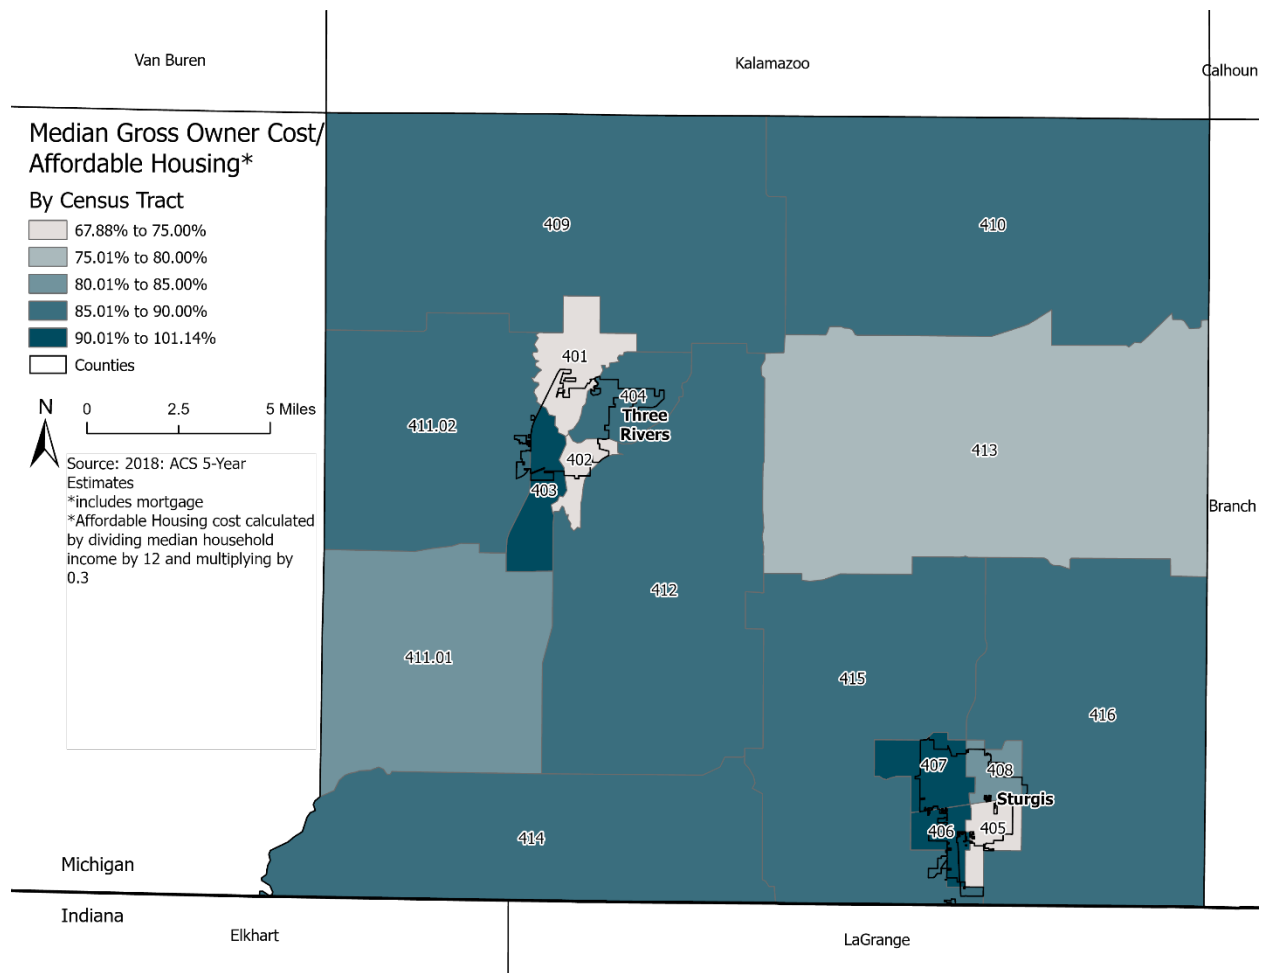 Van Buren
Kalamazoo
Calhoun
Median Gross Owner Cost/
Affordable Housing*
By Census Tract
67.88% to 75.00%
75.01% to 80.00%
80.01% to 85.00%
85.01% to 90.00%
90.01% to 101.14%
Counties
N
0 2.5 5 Miles
Source: 2018: ACS 5-Year
Estimates
*includes mortgage
*Affordable Housing cost calculated
by dividing median household
income by 12 and multiplying by
0.3
409
410
401
404
Three
Rivers
411.02
402
413
403
Branch
412
411.01
415
416
407
408
Sturgis
406
405
414
Michigan
Indiana
Elkhart
LaGrange